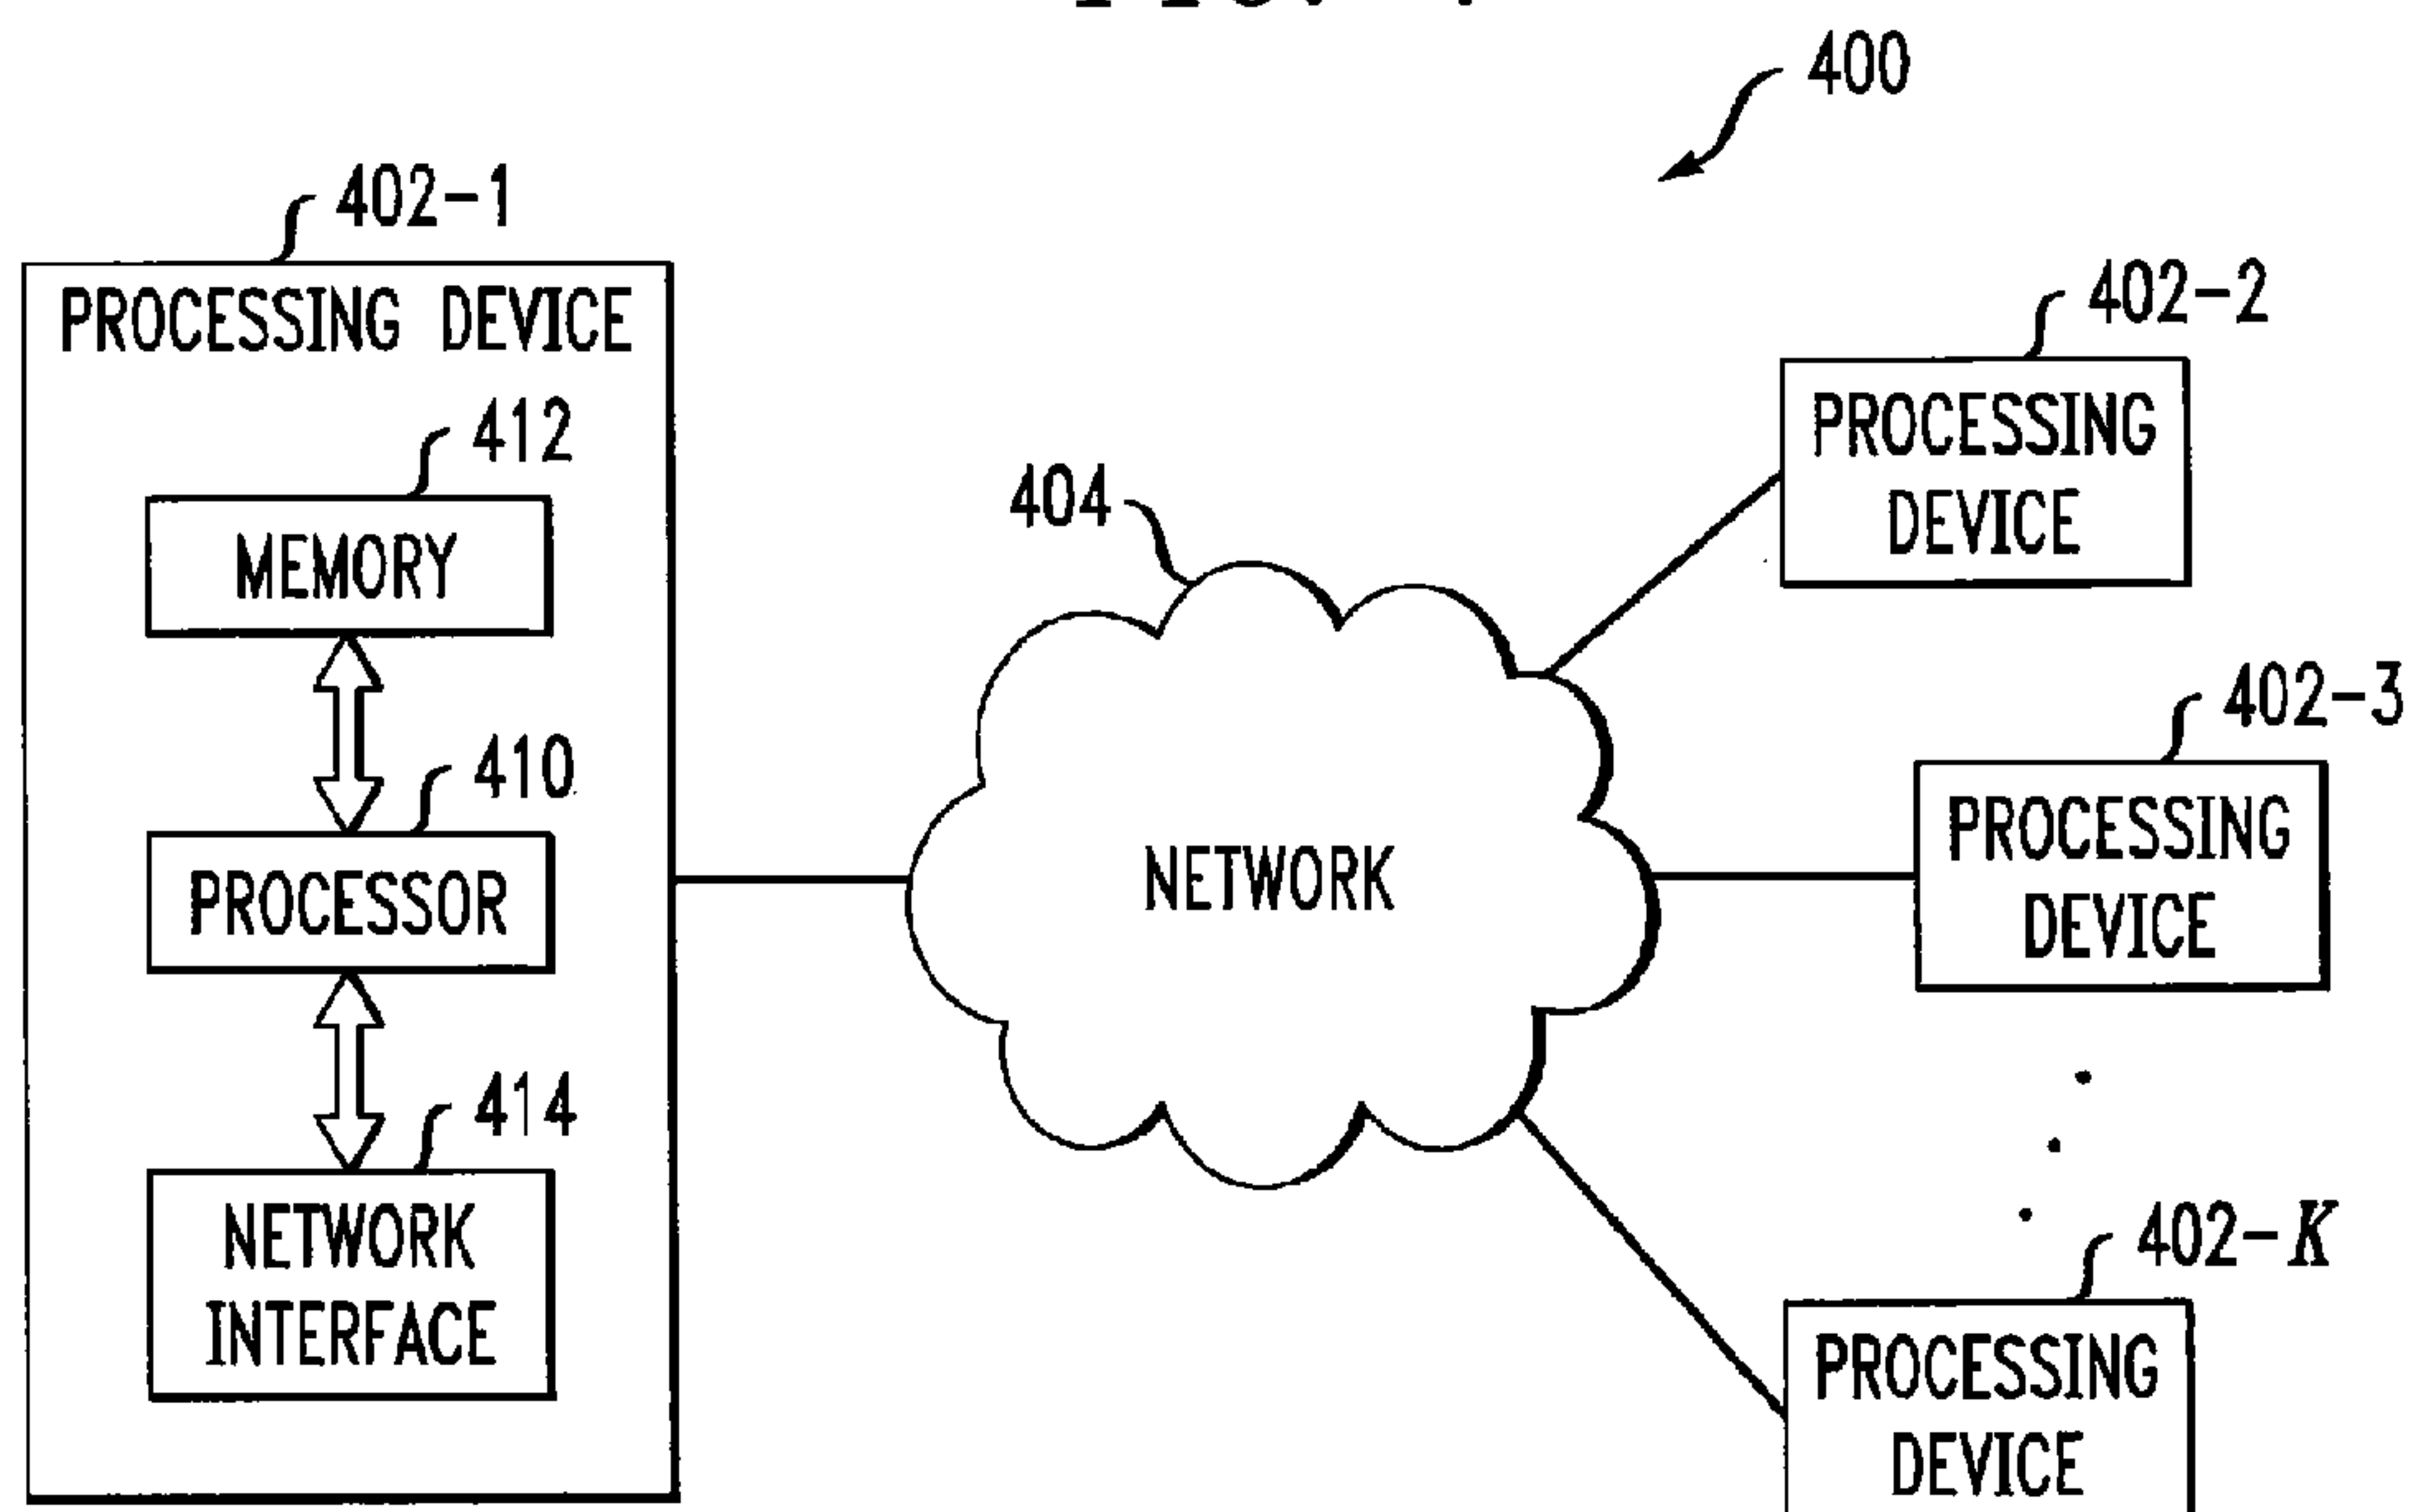 400
402-1
PROCESSING DEVICE
412
MEMORY
410
PROCESSOR
414
NETWORK
INTERFACE
404
NETWORK
402-2
PROCESSING
DEVICE
402-3
PROCESSING
DEVICE
402-K
PROCESSING
DEVICE